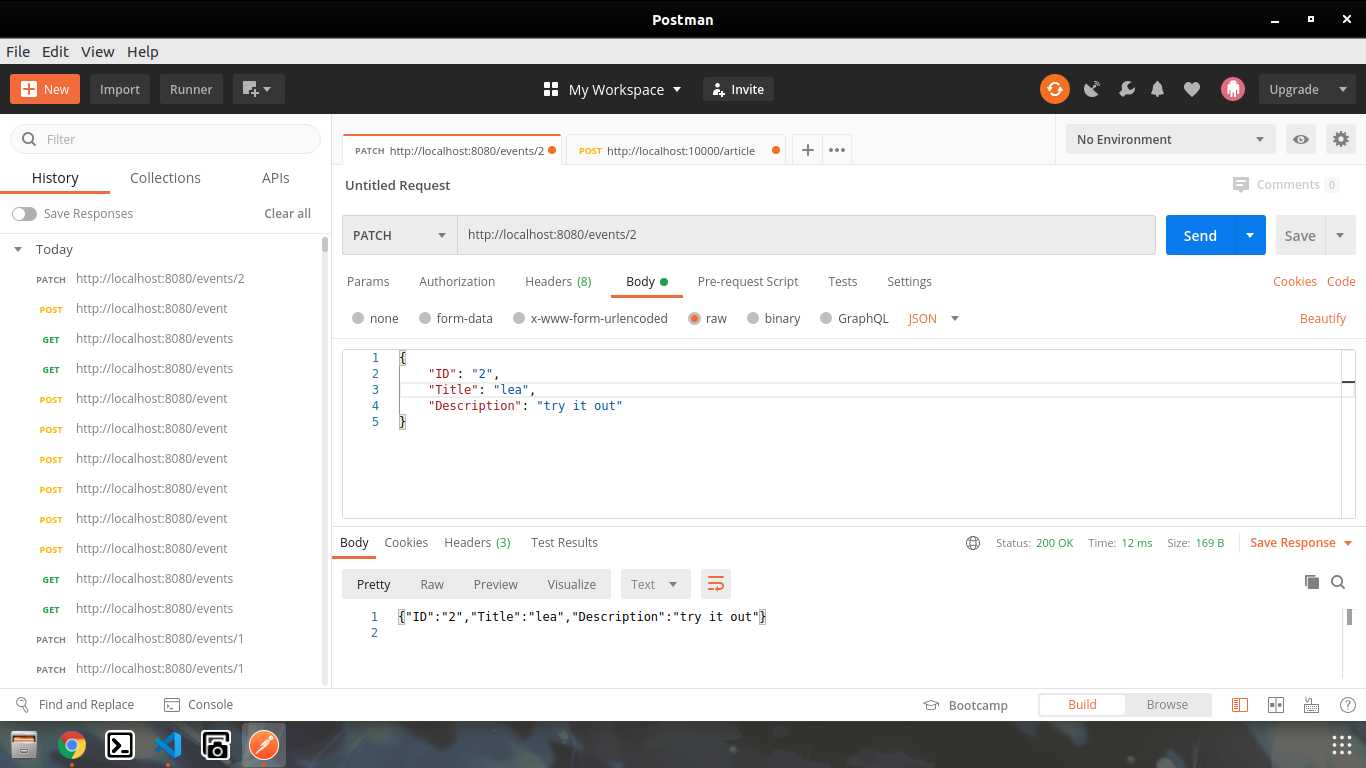 Postman
File Edit View Help
New Import Runner My Workspace Invite Upgrade
Filter
History Collections APIs
Save Responses Clear all
Today
PATCH http://localhost:8080/events/2
POST http://localhost:8080/event
GET http://localhost:8080/events
GET http://localhost:8080/events
POST http://localhost:8080/event
POST http://localhost:8080/event
POST http://localhost:8080/event
POST http://localhost:8080/event
POST http://localhost:8080/event
POST http://localhost:8080/event
GET http://localhost:8080/events
GET http://localhost:8080/events
PATCH http://localhost:8080/events/1
PATCH http://localhost:8080/events/1
PATCH http://localhost:8080/events/2 POST http://localhost:10000/article No Environment
Untitled Request Comments 0
PATCH http://localhost:8080/events/2 Send Save
Params Authorization Headers (8) Body Pre-request Script Tests Settings Cookies Code
none form-data x-www-form-urlencoded raw binary GraphQL JSON Beautify
1 {
2 "ID": "2",
3 "Title": "lea",
4 "Description": "try it out"
5 }
Body Cookies Headers (3) Test Results Status: 200 OK Time: 12 ms Size: 169 B Save Response
Pretty Raw Preview Visualize Text
1 {"ID":"2","Title":"lea","Description":"try it out"}
2
Find and Replace Console Bootcamp Build Browse